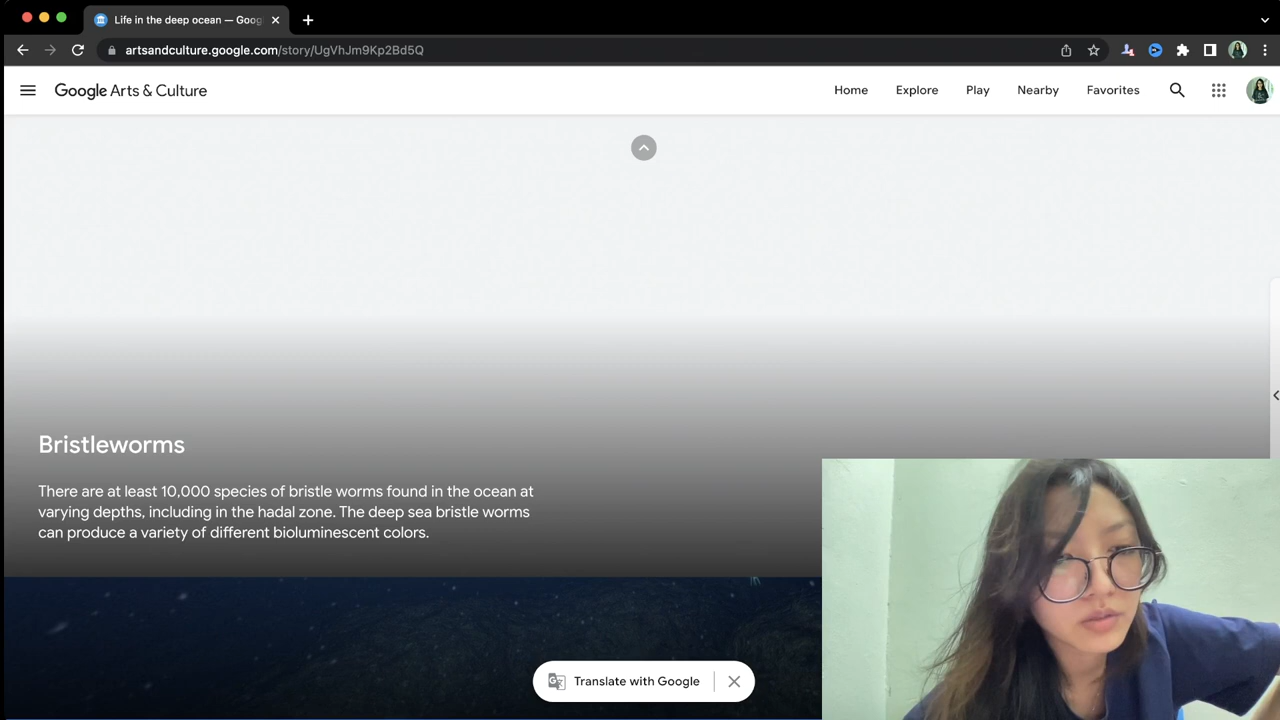 Life in the deep ocean — Goog
artsandculture.google.com/story/UgVhJm9Kp2Bd5Q
Google Arts & Culture
Home
Explore
Play
Nearby
Favorites
Bristleworms
There are at least 10,000 species of bristle worms found in the ocean at
varying depths, including in the hadal zone. The deep sea bristle worms
can produce a variety of different bioluminescent colors.
Translate with Google